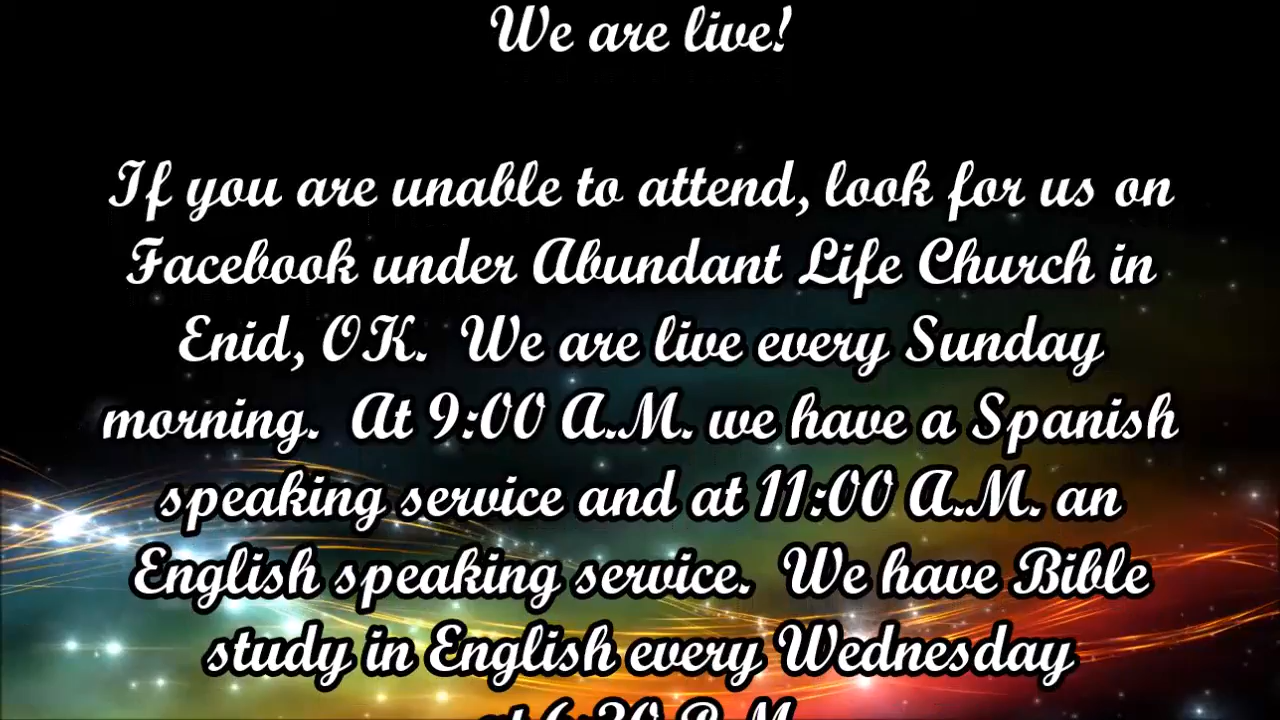 We are live!
If you are unable to attend, look for us on
Facebook under Abundant Life Church in
Enid, OK. We are live every Sunday
morning. At 9:00 A.M. we have a Spanish
speaking service and at 11:00 A.M. an
English speaking service. We have Bible
study in English every Wednesday
at